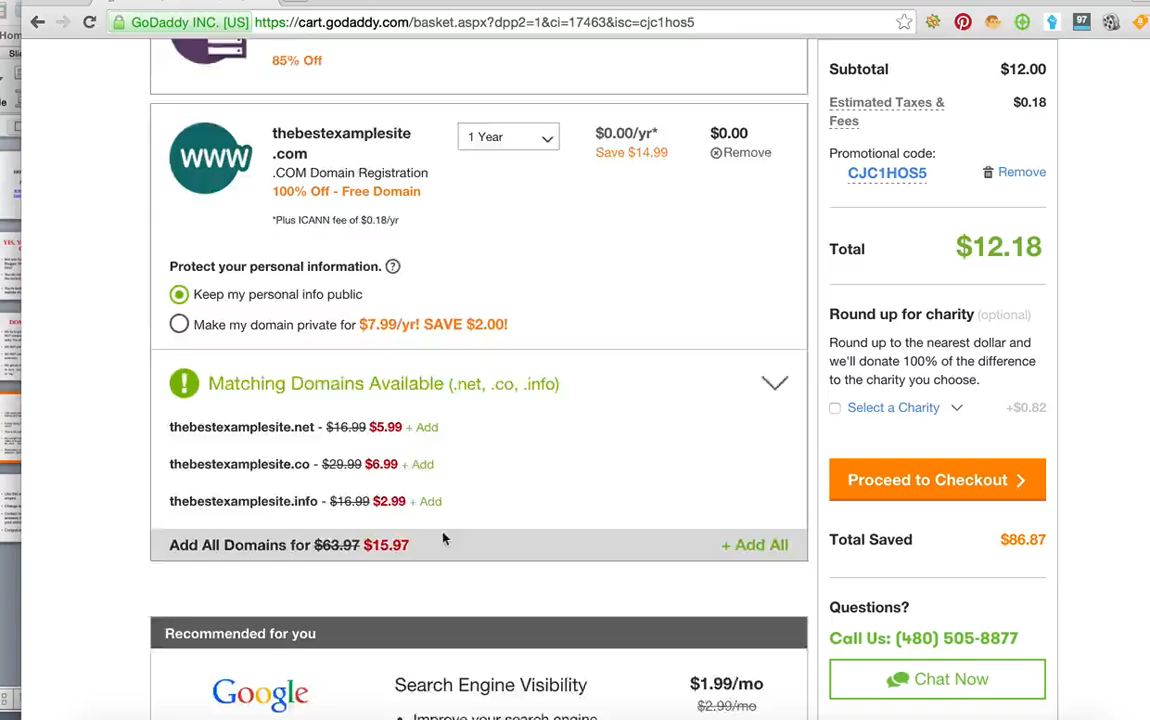 GoDaddy INC. [US] https://cart.godaddy.com/basket.aspx?dpp2=1&ci=17463&isc=cjc1hos5
97
85% Off
www
thebestexamplesite
.com
.COM Domain Registration
100% Off - Free Domain
*Plus ICANN fee of $0.18/yr
1 Year
$0.00/yr*
Save $14.99
$0.00
Remove
Protect your personal information. ?
Keep my personal info public
Make my domain private for $7.99/yr! SAVE $2.00!
! Matching Domains Available (.net, .co, .info)
thebestexamplesite.net - $16.99 $5.99 + Add
thebestexamplesite.co - $29.99 $6.99 + Add
thebestexamplesite.info - $16.99 $2.99 + Add
Add All Domains for $63.97 $15.97 + Add All
Recommended for you
Google
Search Engine Visibility
$1.99/mo
$2.99/mo
• Improve your search engine
Subtotal $12.00
Estimated Taxes & $0.18
Fees
Promotional code:
CJC1HOS5 Remove
Total $12.18
Round up for charity (optional)
Round up to the nearest dollar and
we'll donate 100% of the difference
to the charity you choose.
Select a Charity +$0.82
Proceed to Checkout
Total Saved $86.87
Questions?
Call Us: (480) 505-8877
Chat Now